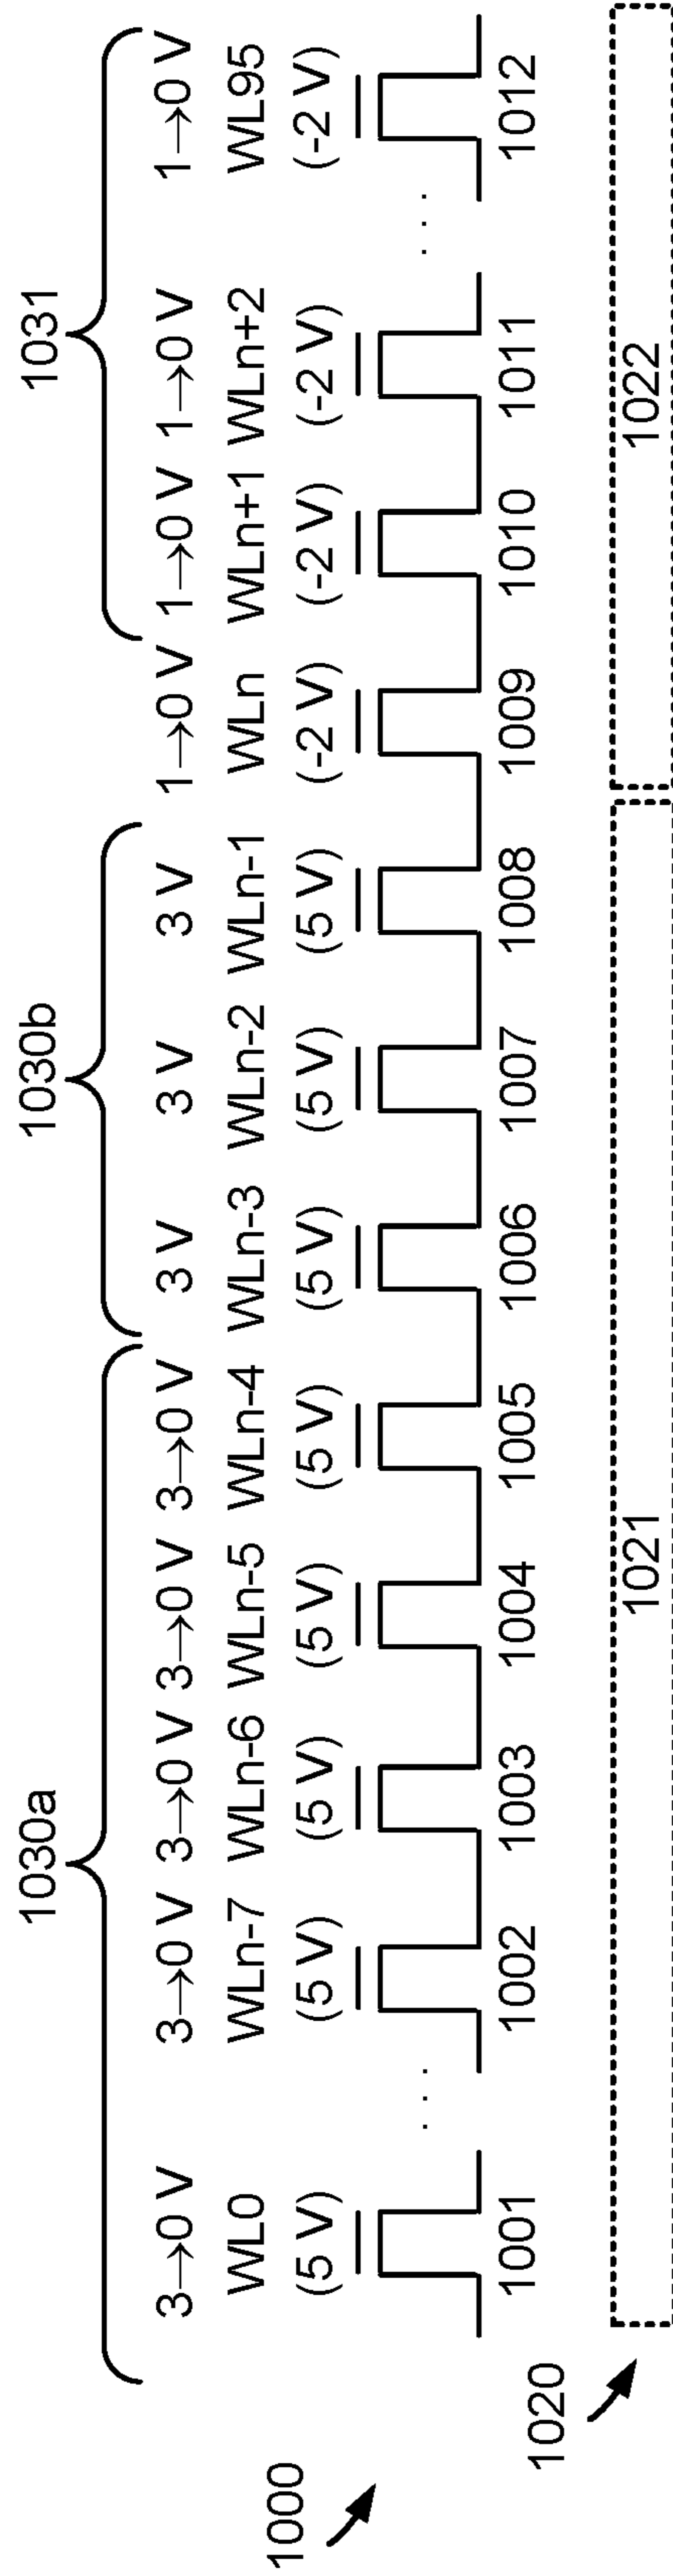 1030a 1030b 1031
3→0 V 3→0 V 3→0 V 3→0 V 3→0 V 3 V 3 V 3 V 1→0 V 1→0 V 1→0 V 1→0 V
WL0 WLn-7 WLn-6 WLn-5 WLn-4 WLn-3 WLn-2 WLn-1 WLn WLn+1 WLn+2 WL95
(5 V) (5 V) (5 V) (5 V) (5 V) (5 V) (5 V) (5 V) (-2 V) (-2 V) (-2 V) (-2 V)
1000
. . . . . .
1001 1002 1003 1004 1005 1006 1007 1008 1009 1010 1011 1012
1020
1021 1022